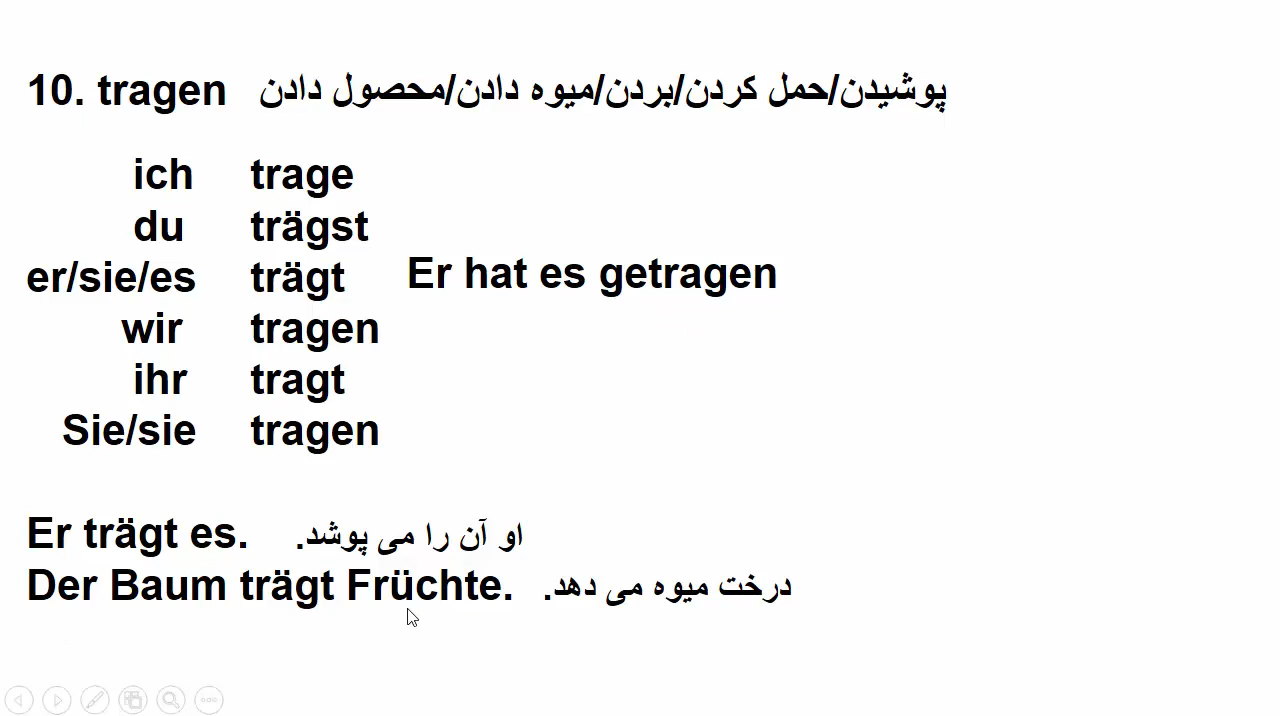 10. tragen پوشیدن/حمل کردن/بردن/میوه دادن/محصول دادن
ich trage
du trägst
er/sie/es trägt Er hat es getragen
wir tragen
ihr tragt
Sie/sie tragen
Er trägt es. او آن را می پوشد.
Der Baum trägt Früchte. درخت میوه می دهد.